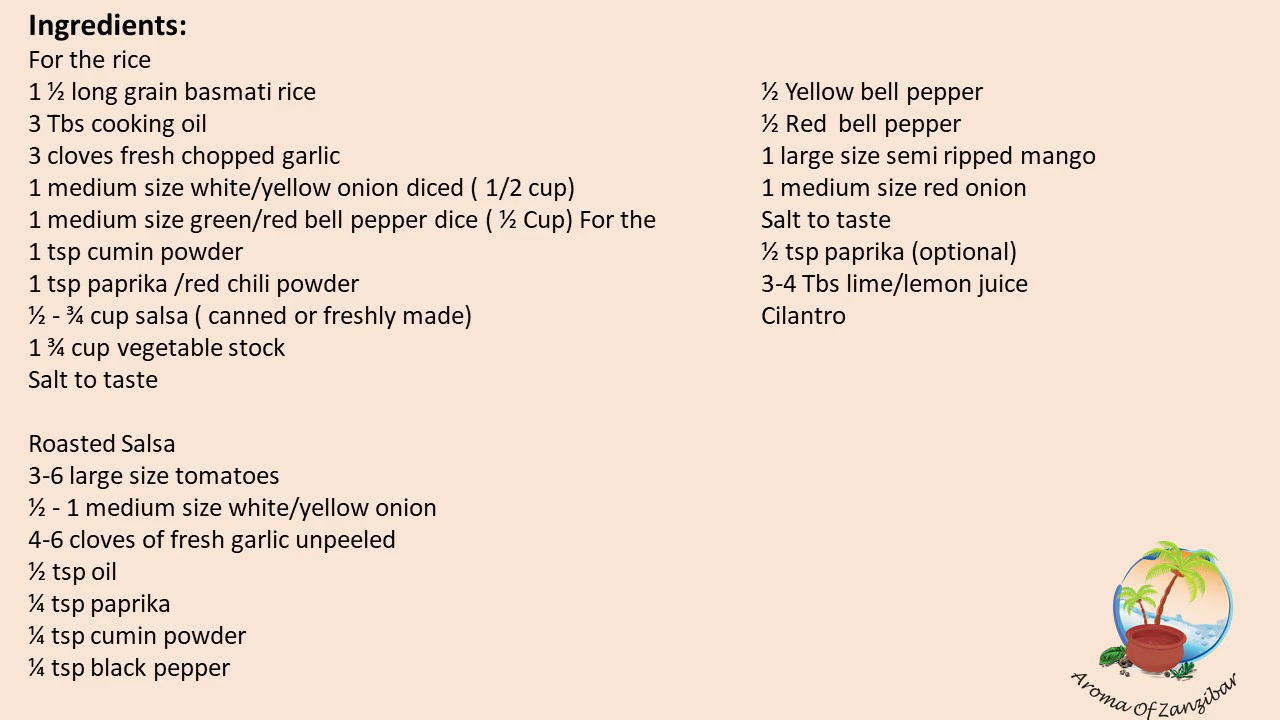 Ingredients:
For the rice
1 ½ long grain basmati rice
3 Tbs cooking oil
3 cloves fresh chopped garlic
1 medium size white/yellow onion diced ( 1/2 cup)
1 medium size green/red bell pepper dice ( ½ Cup) For the
1 tsp cumin powder
1 tsp paprika /red chili powder
½ - ¾ cup salsa ( canned or freshly made)
1 ¾ cup vegetable stock
Salt to taste
Roasted Salsa
3-6 large size tomatoes
½ - 1 medium size white/yellow onion
4-6 cloves of fresh garlic unpeeled
½ tsp oil
¼ tsp paprika
¼ tsp cumin powder
¼ tsp black pepper
½ Yellow bell pepper
½ Red  bell pepper
1 large size semi ripped mango
1 medium size red onion
Salt to taste
½ tsp paprika (optional)
3-4 Tbs lime/lemon juice
Cilantro
Aroma Of Zanzibar